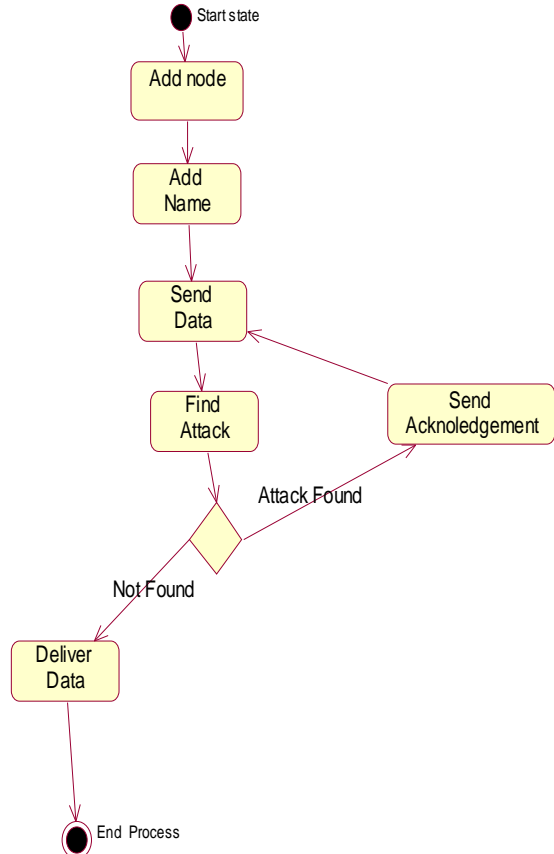 Start state
Add node
Add
Name
Send
Data
Find
Attack
Send
Acknoledgement
Attack Found
Not Found
Deliver
Data
End Process